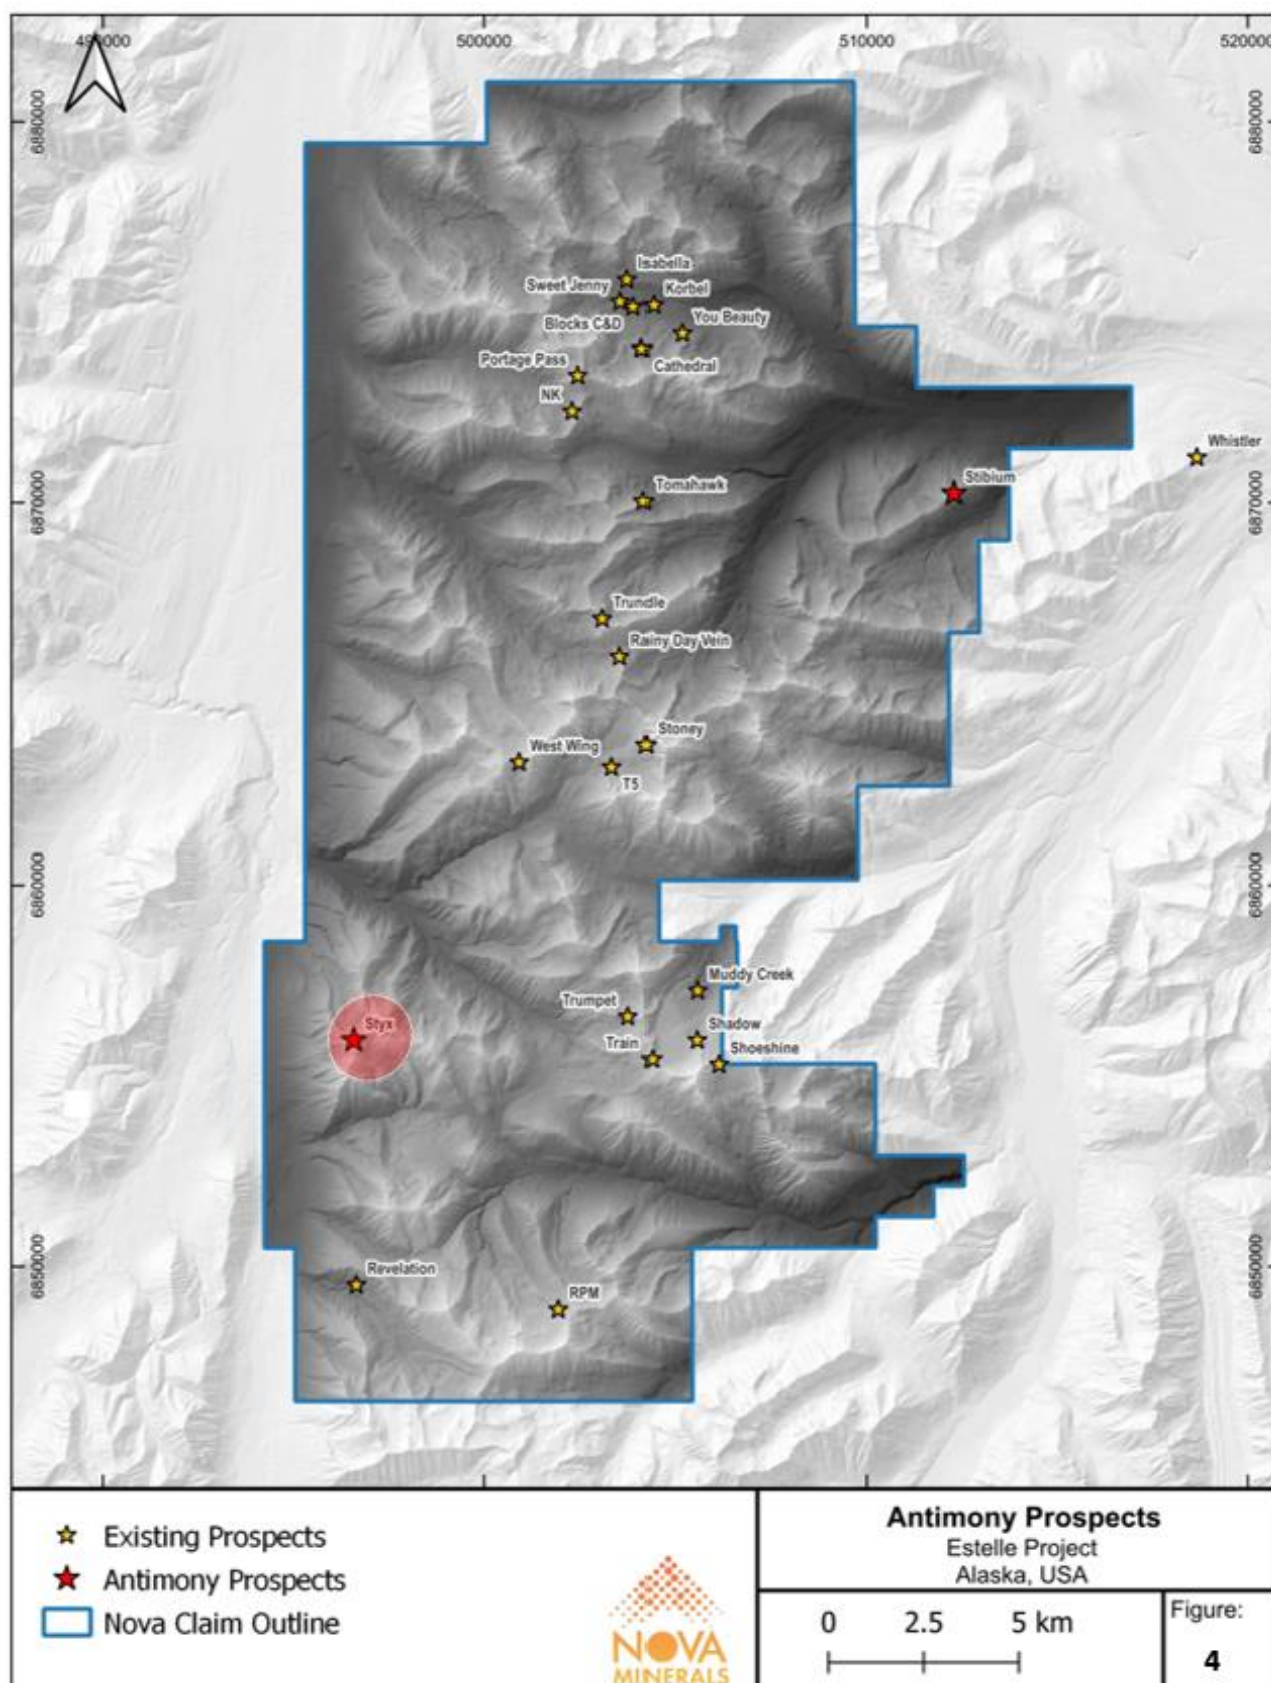 490000
500000
510000
520000
6880000
6880000
Isabella
Sweet Jenny
Korbel
Blocks C&D
You Beauty
Portage Pass
Cathedral
NK
Whistler
Stibium
Tomahawk
6870000
6870000
Trundle
Rainy Day Vein
Stoney
West Wing
T5
6860000
6860000
Muddy Creek
Trumpet
Styx
Shadow
Train
Shoeshine
6850000
6850000
Revelation
RPM
Existing Prospects
Antimony Prospects
Nova Claim Outline
NOVA
MINERALS
Antimony Prospects
Estelle Project
Alaska, USA
0 2.5 5 km
Figure:
4